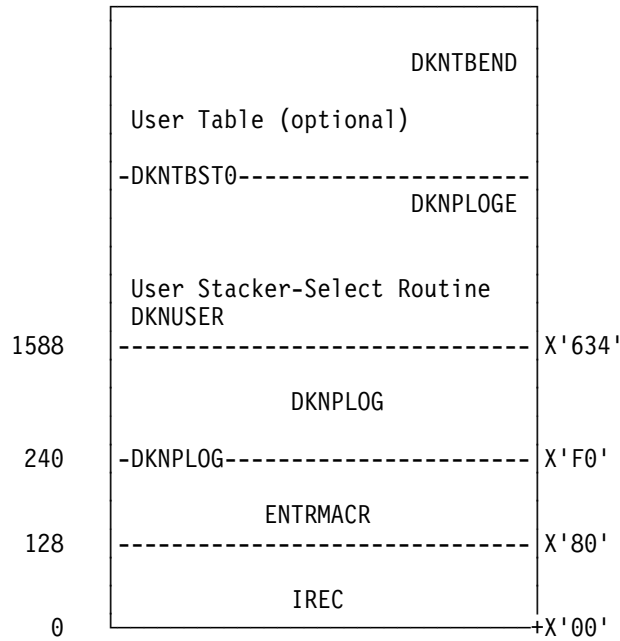 DKNTBEND
User Table (optional)
-DKNTBST0----------------------
DKNPLOGE
User Stacker-Select Routine
DKNUSER
1588 ------------------------------- X'634'
DKNPLOG
240 -DKNPLOG----------------------- X'F0'
ENTRMACR
128 ------------------------------- X'80'
IREC
0 +X'00'